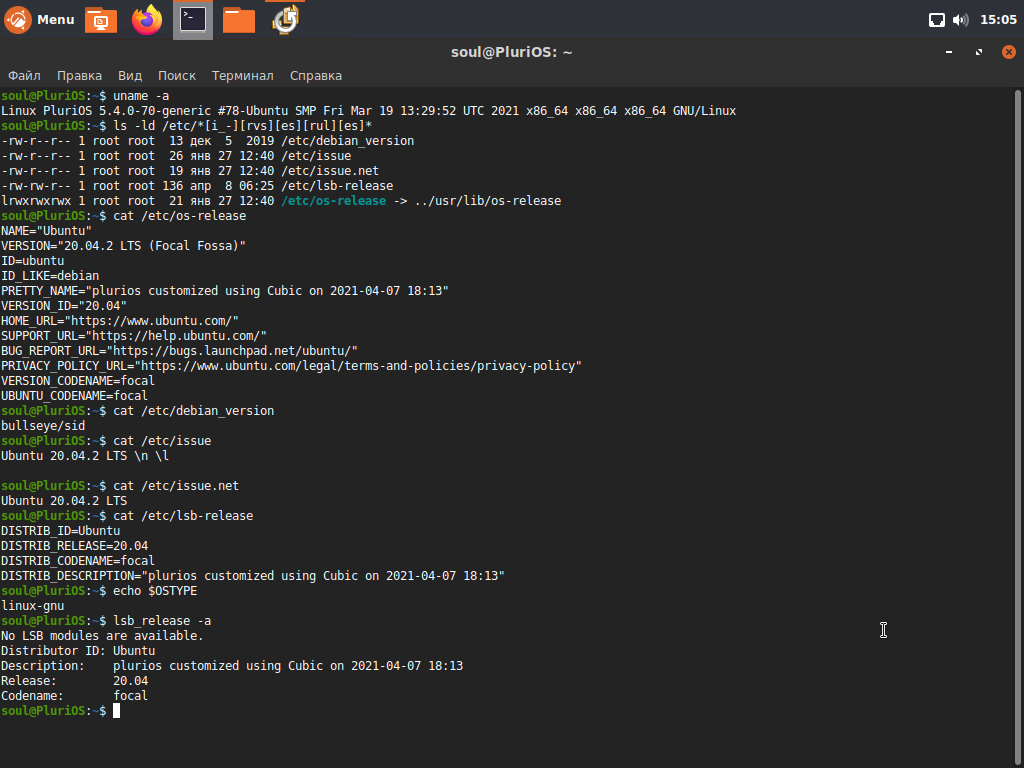 Menu 15:05
soul@PluriOS: ~
Файл Правка Вид Поиск Терминал Справка
soul@PluriOS:~$ uname -a
Linux PluriOS 5.4.0-70-generic #78-Ubuntu SMP Fri Mar 19 13:29:52 UTC 2021 x86_64 x86_64 x86_64 GNU/Linux
soul@PluriOS:~$ ls -ld /etc/*[i_-][rvs][es][rul][es]*
-rw-r--r-- 1 root root  13 дек  5  2019 /etc/debian_version
-rw-r--r-- 1 root root  26 янв 27 12:40 /etc/issue
-rw-r--r-- 1 root root  19 янв 27 12:40 /etc/issue.net
-rw-rw-r-- 1 root root 136 апр  8 06:25 /etc/lsb-release
lrwxrwxrwx 1 root root  21 янв 27 12:40 /etc/os-release -> ../usr/lib/os-release
soul@PluriOS:~$ cat /etc/os-release
NAME="Ubuntu"
VERSION="20.04.2 LTS (Focal Fossa)"
ID=ubuntu
ID_LIKE=debian
PRETTY_NAME="plurios customized using Cubic on 2021-04-07 18:13"
VERSION_ID="20.04"
HOME_URL="https://www.ubuntu.com/"
SUPPORT_URL="https://help.ubuntu.com/"
BUG_REPORT_URL="https://bugs.launchpad.net/ubuntu/"
PRIVACY_POLICY_URL="https://www.ubuntu.com/legal/terms-and-policies/privacy-policy"
VERSION_CODENAME=focal
UBUNTU_CODENAME=focal
soul@PluriOS:~$ cat /etc/debian_version
bullseye/sid
soul@PluriOS:~$ cat /etc/issue
Ubuntu 20.04.2 LTS \n \l

soul@PluriOS:~$ cat /etc/issue.net
Ubuntu 20.04.2 LTS
soul@PluriOS:~$ cat /etc/lsb-release
DISTRIB_ID=Ubuntu
DISTRIB_RELEASE=20.04
DISTRIB_CODENAME=focal
DISTRIB_DESCRIPTION="plurios customized using Cubic on 2021-04-07 18:13"
soul@PluriOS:~$ echo $OSTYPE
linux-gnu
soul@PluriOS:~$ lsb_release -a
No LSB modules are available.
Distributor ID: Ubuntu
Description:    plurios customized using Cubic on 2021-04-07 18:13
Release:        20.04
Codename:       focal
soul@PluriOS:~$